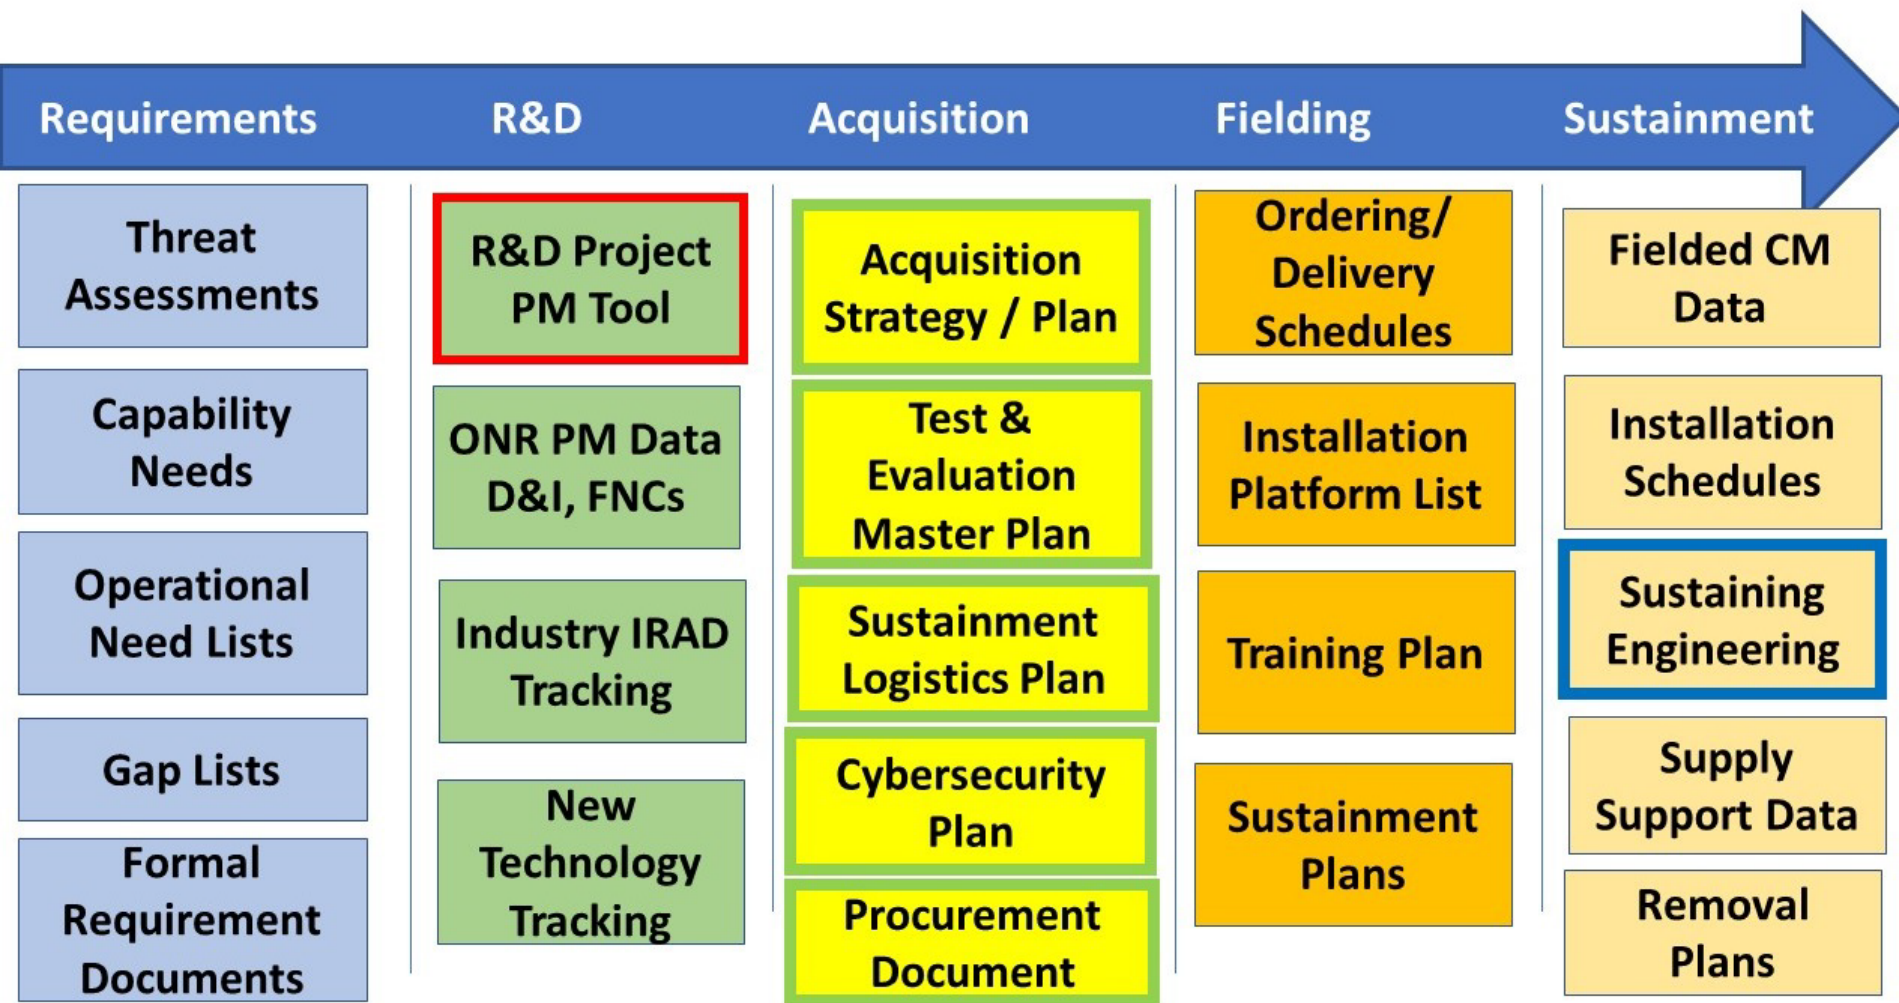 Requirements
R&D
Acquisition
Fielding
Sustainment
Threat
Assessments
Capability
Needs
Operational
Need Lists
Gap Lists
Formal
Requirement
Documents
R&D Project
PM Tool
ONR PM Data
D&I, FNCs
Industry IRAD
Tracking
New
Technology
Tracking
Acquisition
Strategy / Plan
Test &
Evaluation
Master Plan
Sustainment
Logistics Plan
Cybersecurity
Plan
Procurement
Document
Ordering/
Delivery
Schedules
Installation
Platform List
Training Plan
Sustainment
Plans
Fielded CM
Data
Installation
Schedules
Sustaining
Engineering
Supply
Support Data
Removal
Plans